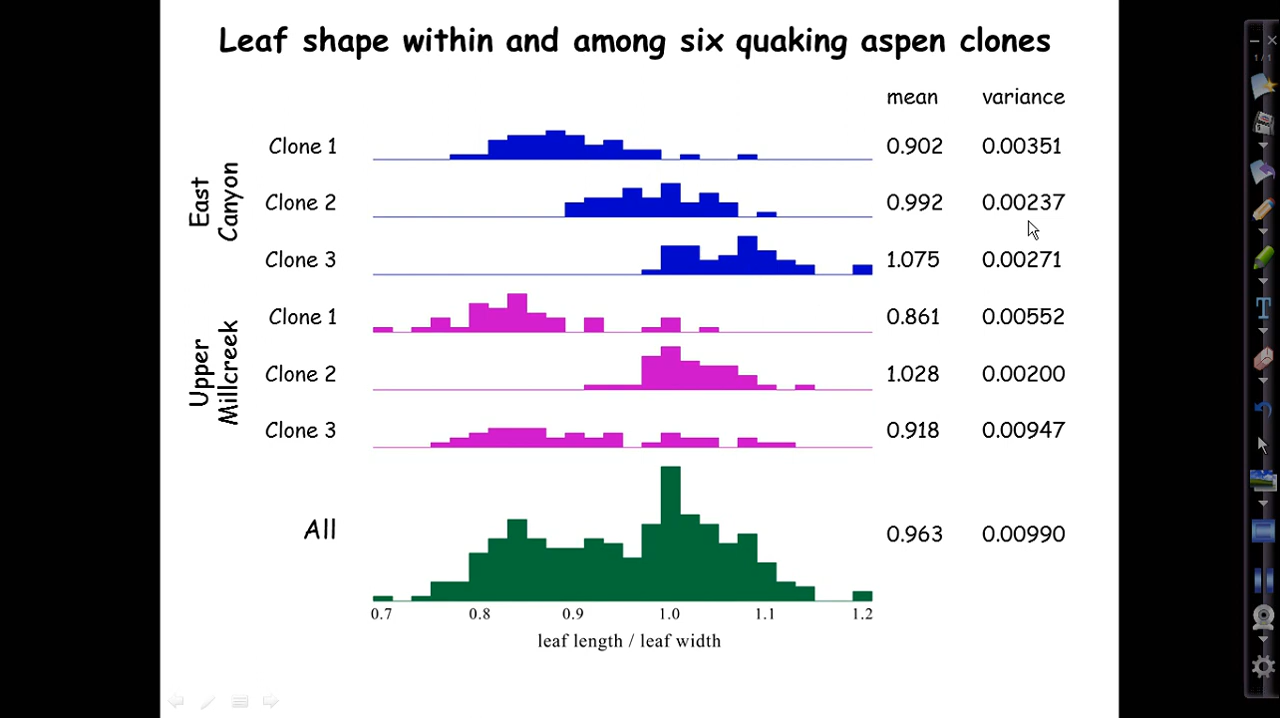 Leaf shape within and among six quaking aspen clones
mean variance
East
Canyon
Clone 1 0.902 0.00351
Clone 2 0.992 0.00237
Clone 3 1.075 0.00271
Upper
Millcreek
Clone 1 0.861 0.00552
Clone 2 1.028 0.00200
Clone 3 0.918 0.00947
All 0.963 0.00990
0.7 0.8 0.9 1.0 1.1 1.2
leaf length / leaf width
1/1
T